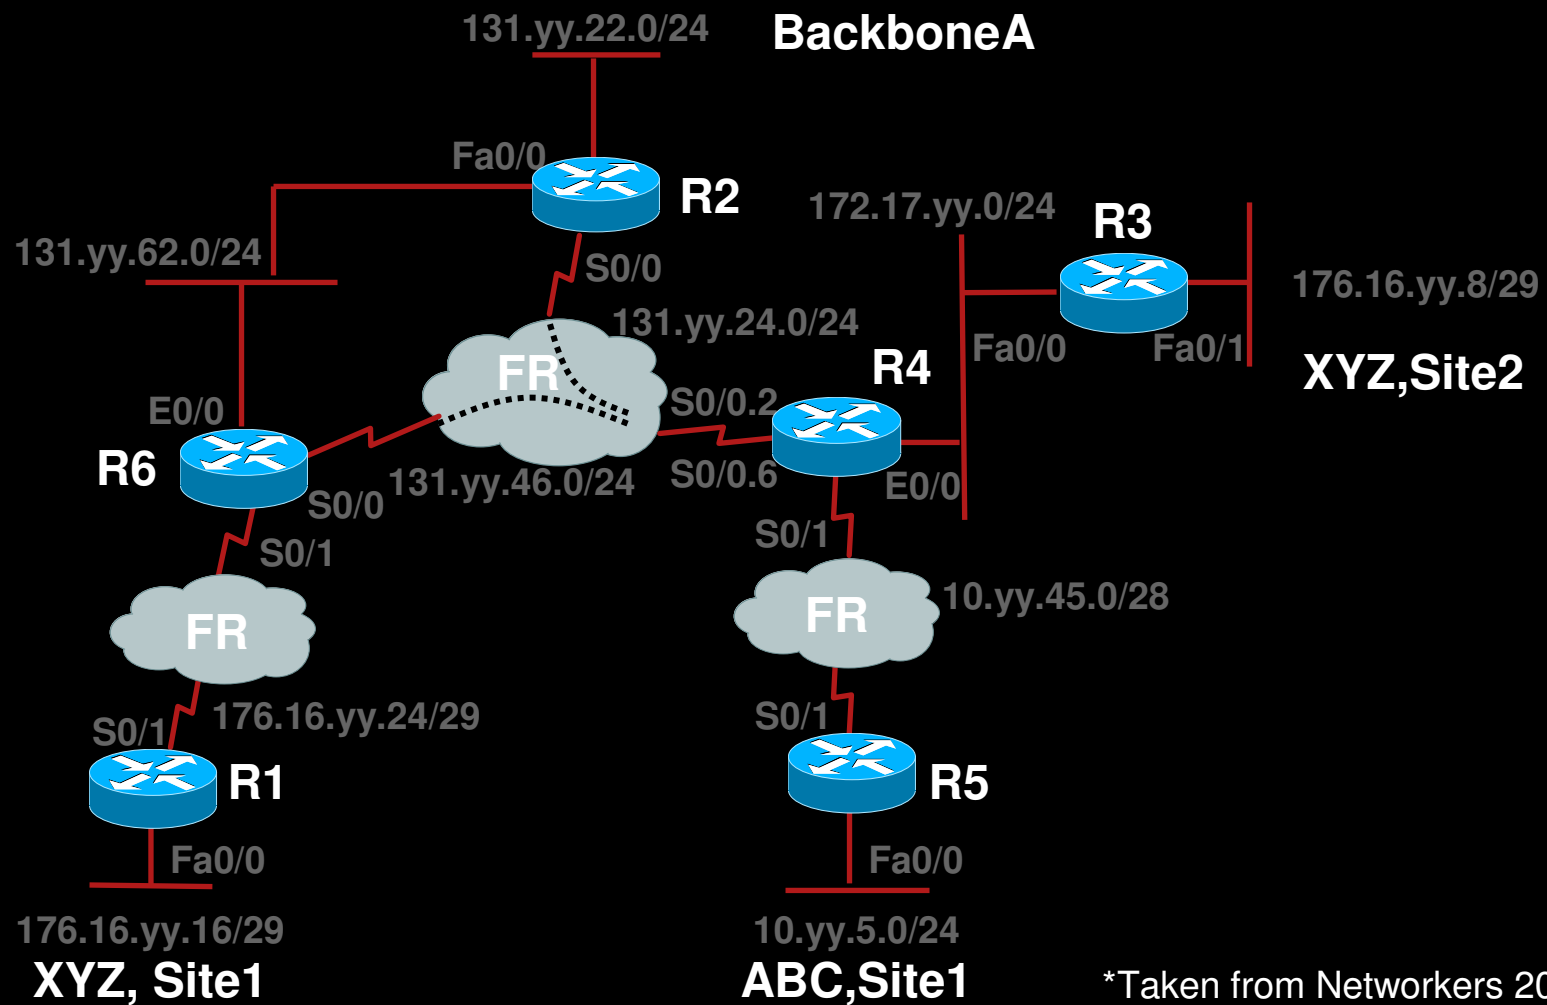 131.yy.22.0/24
BackboneA
Fa0/0
R2
172.17.yy.0/24
R3
131.yy.62.0/24
S0/0
176.16.yy.8/29
131.yy.24.0/24
Fa0/0
Fa0/1
R4
FR
XYZ,Site2
E0/0
S0/0.2
R6
131.yy.46.0/24
S0/0.6
E0/0
S0/0
S0/1
S0/1
FR
FR
10.yy.45.0/28
S0/1
176.16.yy.24/29
S0/1
R1
R5
Fa0/0
Fa0/0
176.16.yy.16/29
10.yy.5.0/24
XYZ, Site1
ABC,Site1
*Taken from Networkers 20